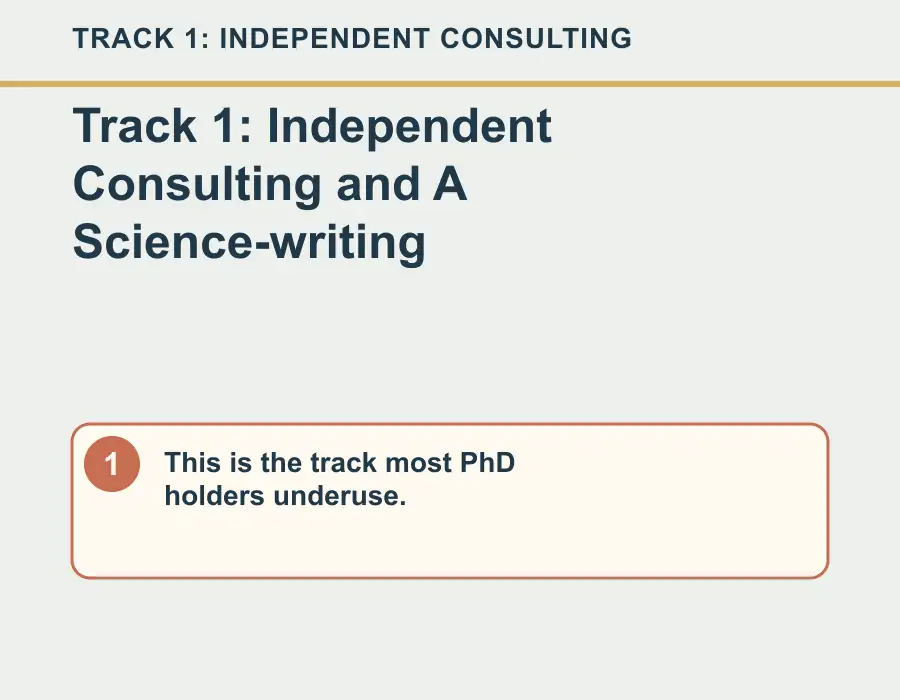 TRACK 1: INDEPENDENT CONSULTING
Track 1: Independent
Consulting and A
Science-writing
1
This is the track most PhD
holders underuse.